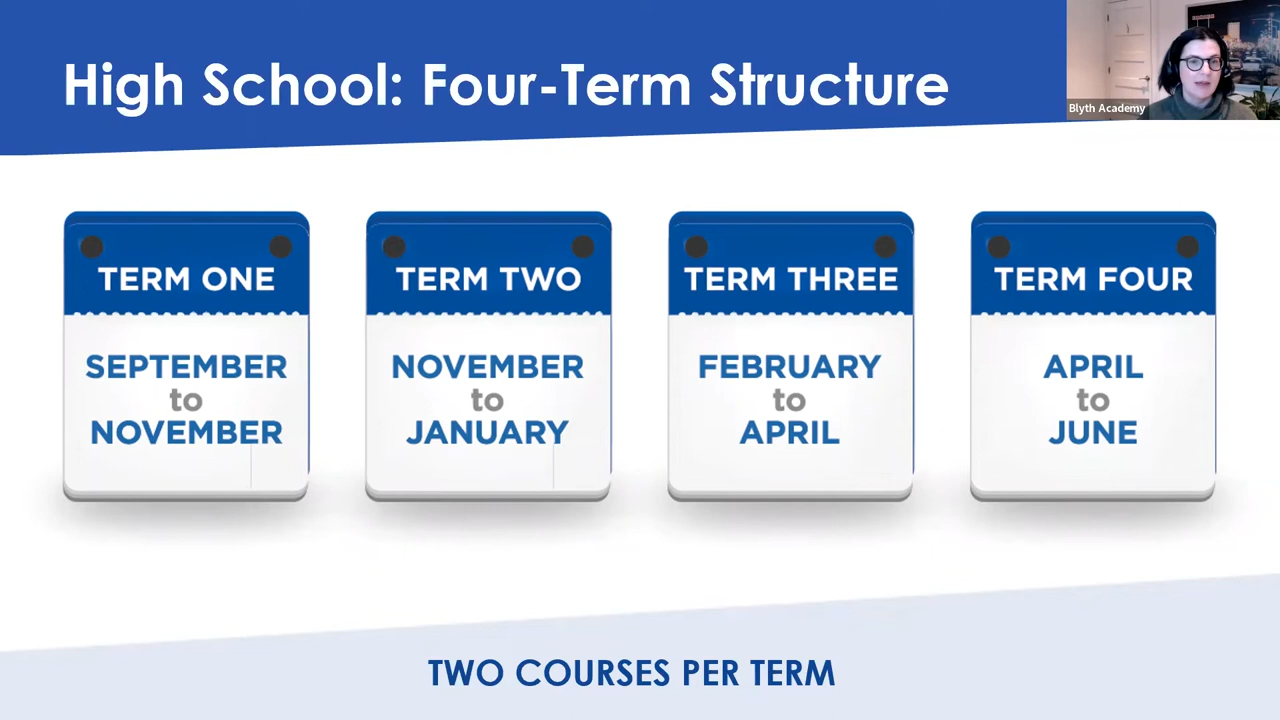 High School: Four-Term Structure
Blyth Academy
TERM ONE
SEPTEMBER
to
NOVEMBER
TERM TWO
NOVEMBER
to
JANUARY
TERM THREE
FEBRUARY
to
APRIL
TERM FOUR
APRIL
to
JUNE
TWO COURSES PER TERM